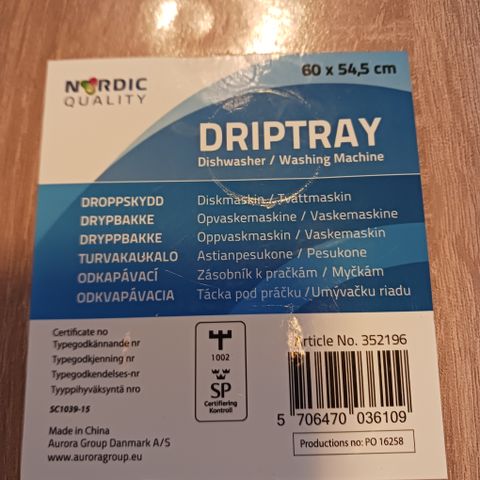 NORDIC
QUALITY
60 x 54,5 cm
DRIPTRAY
Dishwasher / Washing Machine
DROPPSKYDD Diskmaskin / Tvättmaskin
DRYPBAKKE Opvaskemaskine / Vaskemaskine
DRYPPBAKKE Oppvaskmaskin / Vaskemaskin
TURVAKAUKALO Astianpesukone / Pesukone
ODKAPÁVACÍ Zásobník k pračkám / Myčkám
ODKVAPÁVACIA Tácka pod práčku /Umývačku riadu
Certificate no
Typegodkännande nr
Typegodkjenning nr
Typegodkendelses-nr
Tyyppihyväksyntä nro
SC1039-15
Made in China
Aurora Group Danmark A/S
www.auroragroup.eu
1002
SP
Certifiering
Kontroll
Article No. 352196
5 706470 036109
Productions no: PO 16258